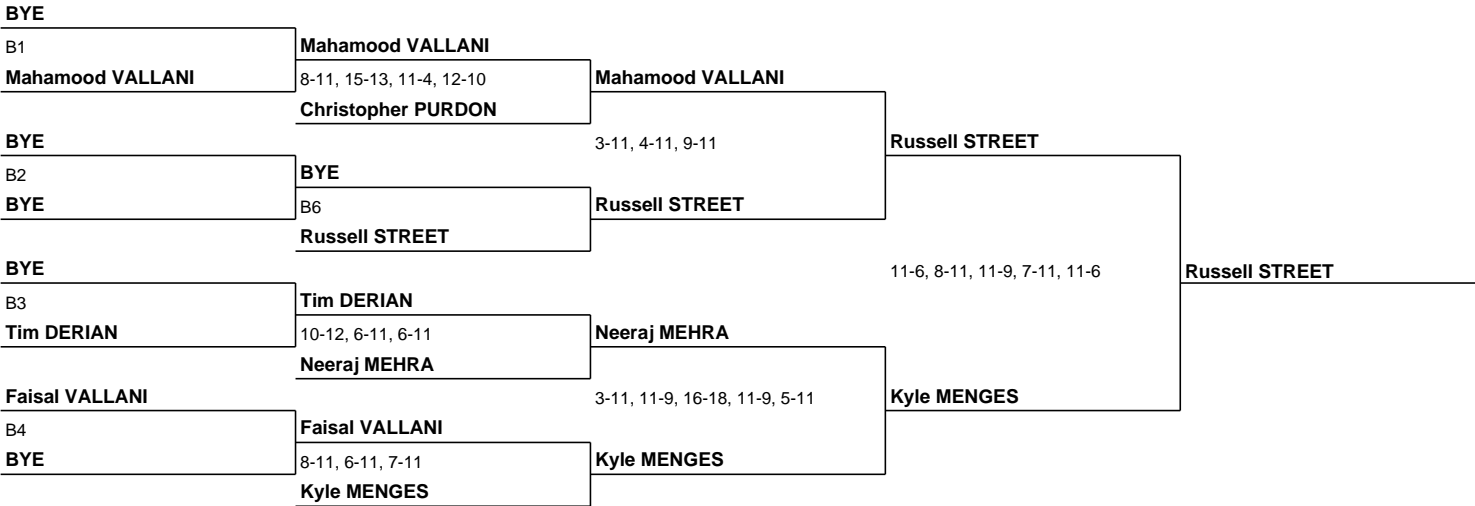 BYE
B1
Mahamood VALLANI
BYE
B2
BYE
BYE
B3
Tim DERIAN
Faisal VALLANI
B4
BYE
Mahamood VALLANI
8-11, 15-13, 11-4, 12-10
Christopher PURDON
BYE
B6
Russell STREET
Tim DERIAN
10-12, 6-11, 6-11
Neeraj MEHRA
Faisal VALLANI
8-11, 6-11, 7-11
Kyle MENGES
Mahamood VALLANI
3-11, 4-11, 9-11
Russell STREET
Neeraj MEHRA
3-11, 11-9, 16-18, 11-9, 5-11
Kyle MENGES
Russell STREET
11-6, 8-11, 11-9, 7-11, 11-6
Kyle MENGES
Russell STREET